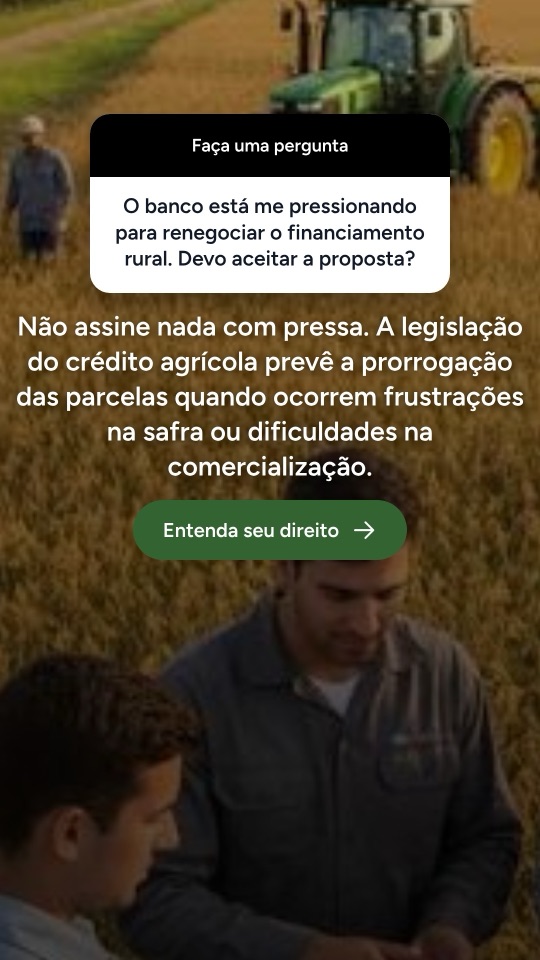 Faça uma pergunta
O banco está me pressionando
para renegociar o financiamento
rural. Devo aceitar a proposta?
Não assine nada com pressa. A legislação
do crédito agrícola prevê a prorrogação
das parcelas quando ocorrem frustrações
na safra ou dificuldades na
comercialização.
Entenda seu direito →